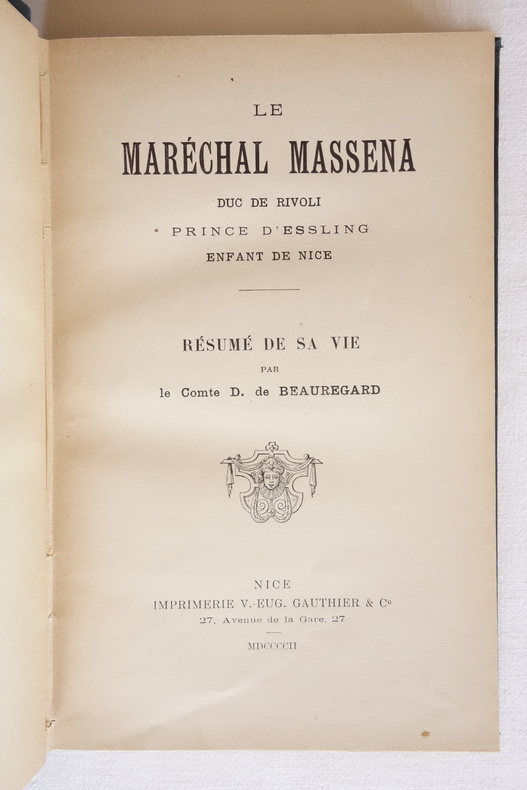 LE
MARÉCHAL MASSENA
DUC DE RIVOLI
PRINCE D'ESSLING
ENFANT DE NICE
RÉSUMÉ DE SA VIE
PAR
le Comte D. de BEAUREGARD
NICE
IMPRIMERIE V.-EUG. GAUTHIER & Cº
27, Avenue de la Gare, 27
MDCCCCII